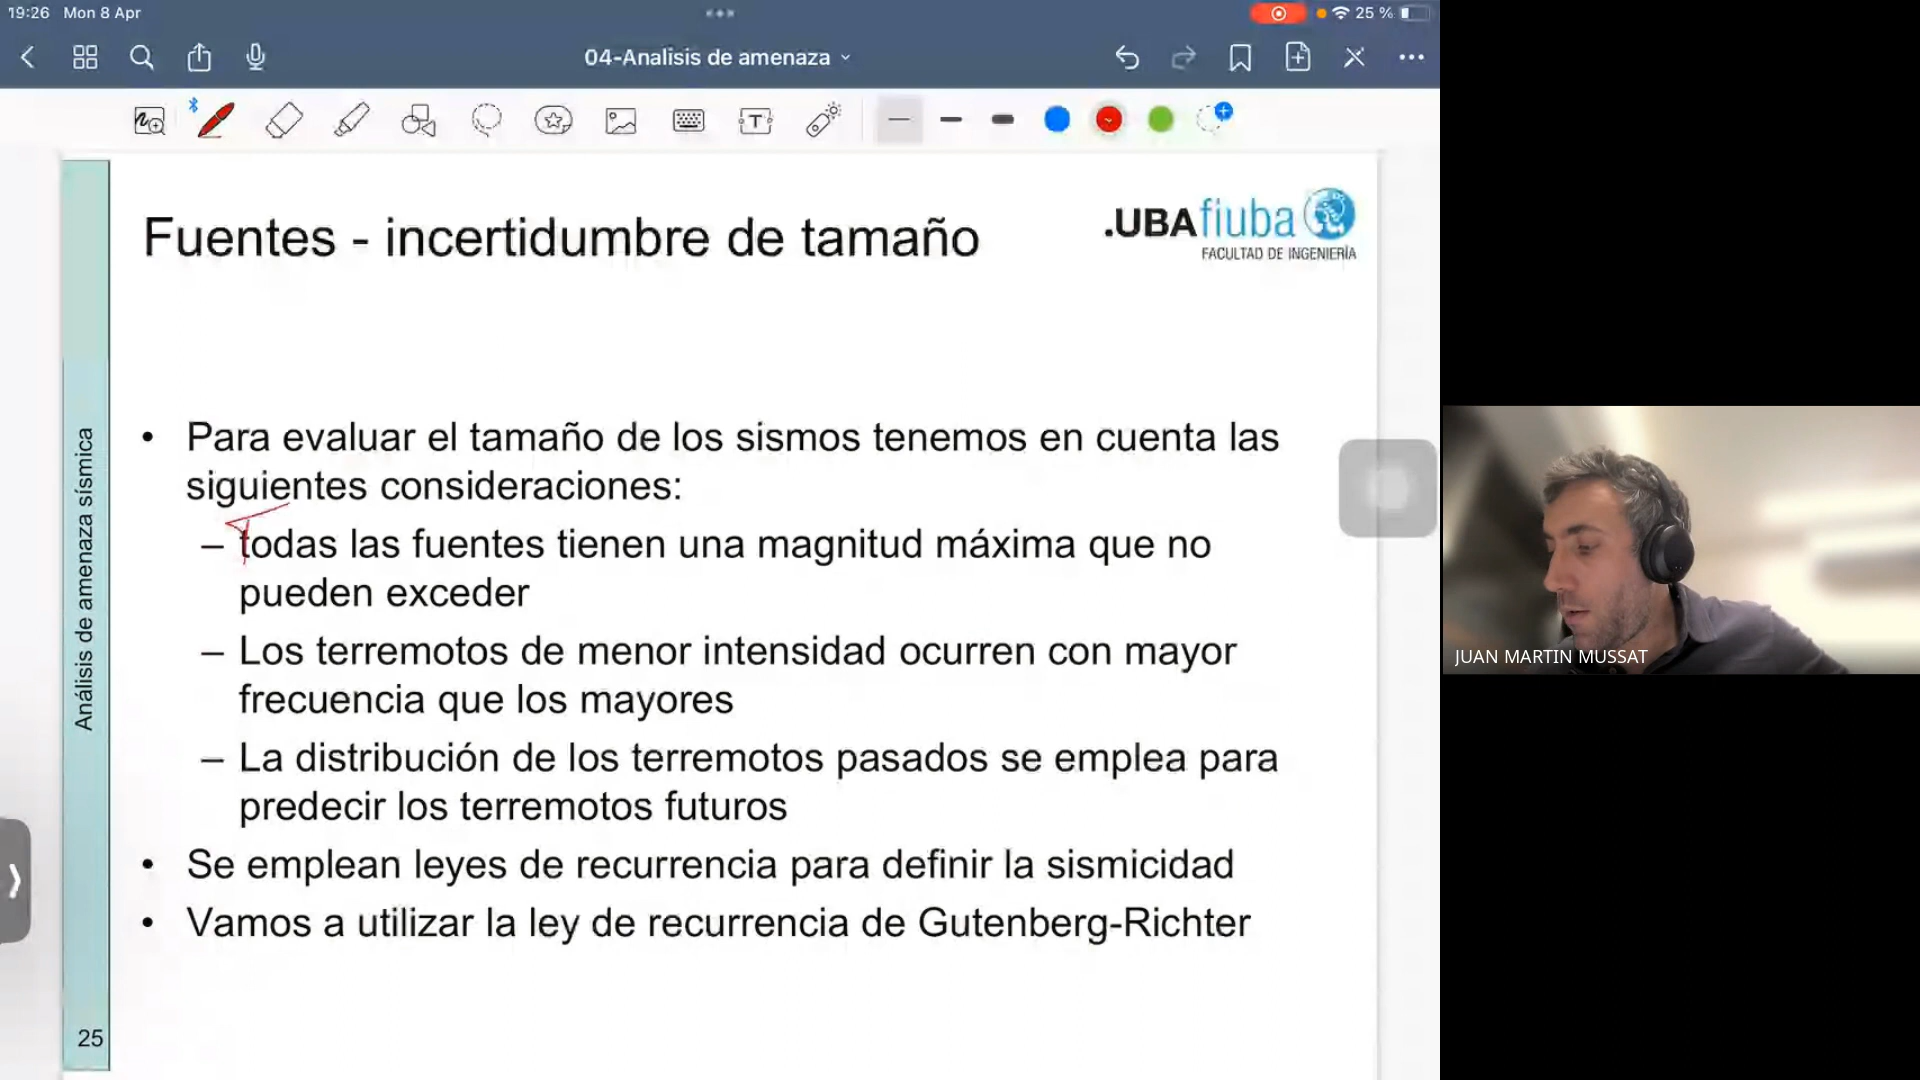 19:26 Mon 8 Apr
25 %
04-Analisis de amenaza
T
Fuentes - incertidumbre de tamaño
.UBAfiuba
FACULTAD DE INGENIERÍA
• Para evaluar el tamaño de los sismos tenemos en cuenta las
siguientes consideraciones:
– todas las fuentes tienen una magnitud máxima que no
pueden exceder
– Los terremotos de menor intensidad ocurren con mayor
frecuencia que los mayores
– La distribución de los terremotos pasados se emplea para
predecir los terremotos futuros
• Se emplean leyes de recurrencia para definir la sismicidad
• Vamos a utilizar la ley de recurrencia de Gutenberg-Richter
Análisis de amenaza sísmica
25
JUAN MARTIN MUSSAT